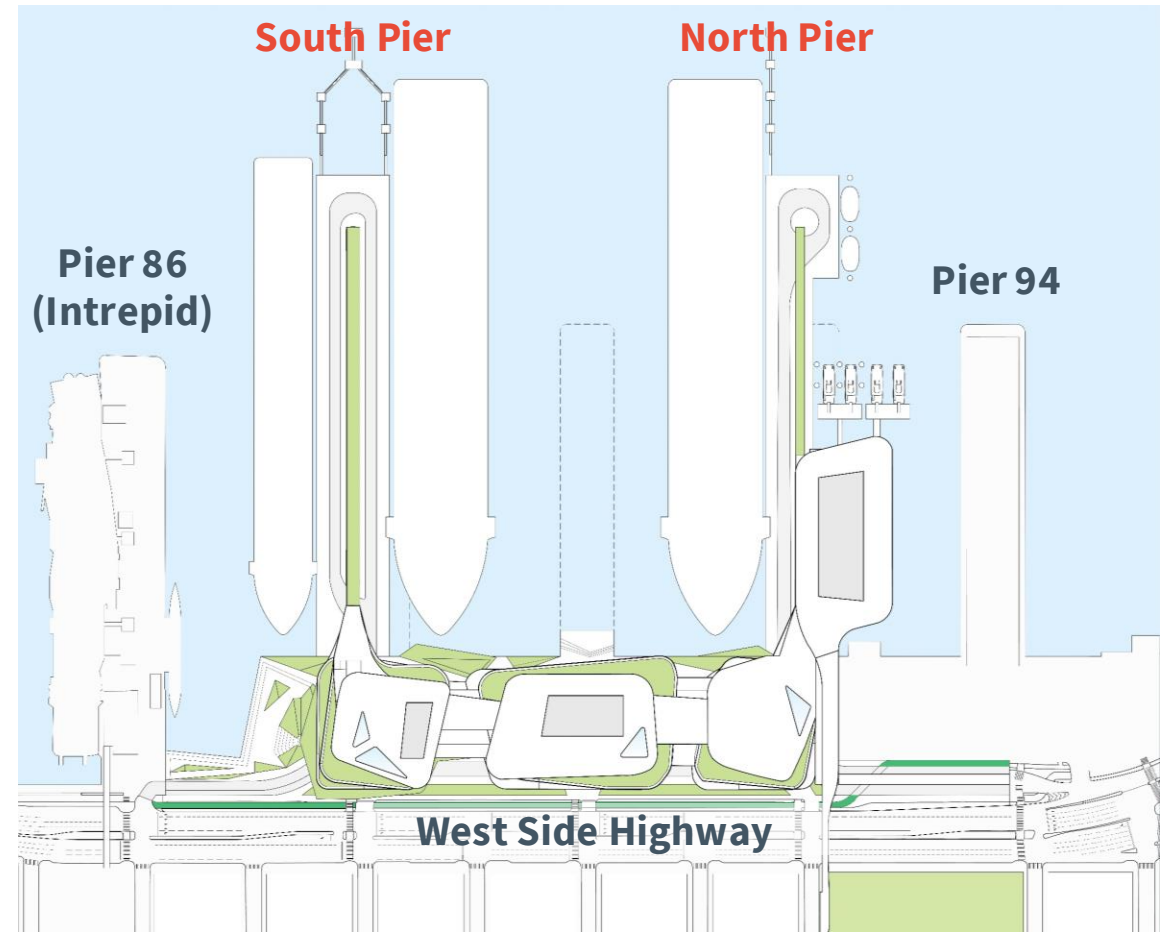 South Pier
North Pier
Pier 86
(Intrepid)
Pier 94
West Side Highway